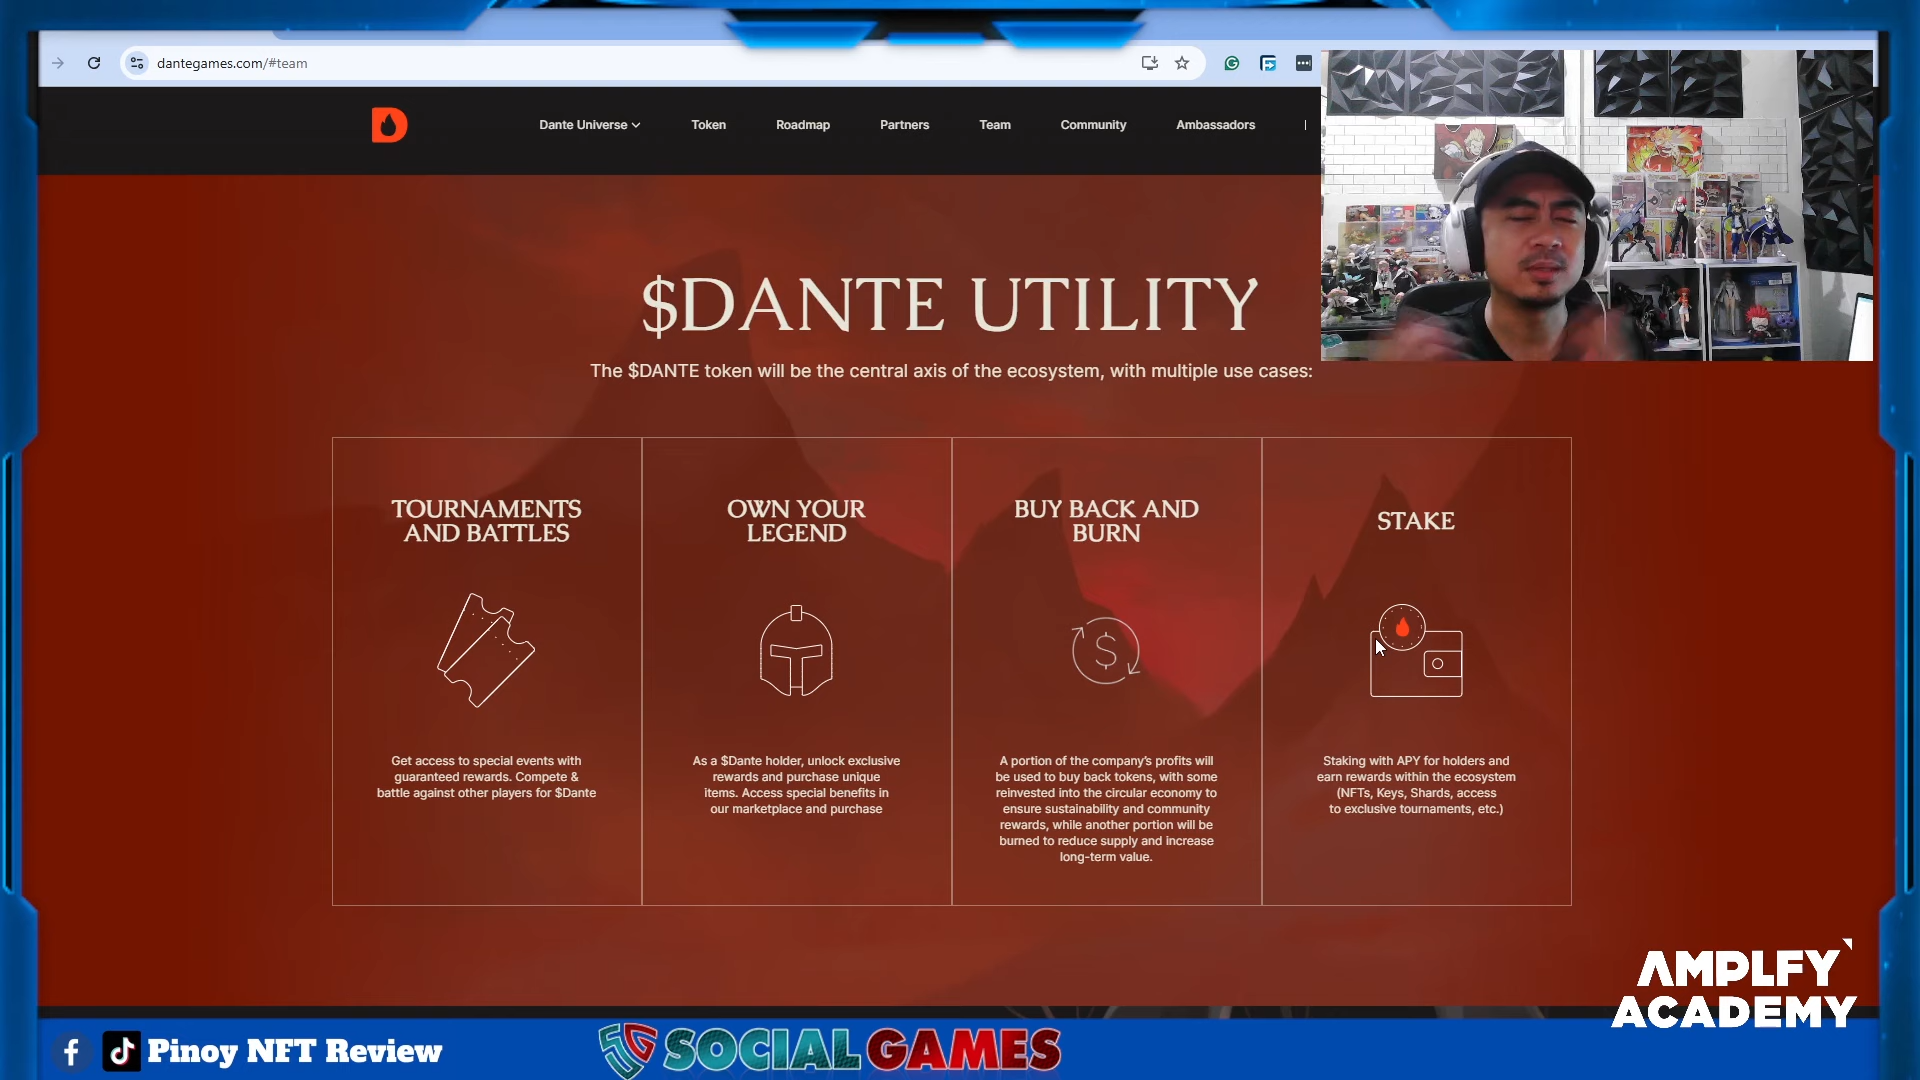 dantegames.com/#team
Dante Universe
Token
Roadmap
Partners
Team
Community
Ambassadors
$DANTE UTILITY
The $DANTE token will be the central axis of the ecosystem, with multiple use cases:
TOURNAMENTS
AND BATTLES
Get access to special events with
guaranteed rewards. Compete &
battle against other players for $Dante
OWN YOUR
LEGEND
As a $Dante holder, unlock exclusive
rewards and purchase unique
items. Access special benefits in
our marketplace and purchase
BUY BACK AND
BURN
A portion of the company's profits will
be used to buy back tokens, with some
reinvested into the circular economy to
ensure sustainability and community
rewards, while another portion will be
burned to reduce supply and increase
long-term value.
STAKE
Staking with APY for holders and
earn rewards within the ecosystem
(NFTs, Keys, Shards, access
to exclusive tournaments, etc.)
AMPLFY
ACADEMY
Pinoy NFT Review
SG SOCIAL GAMES